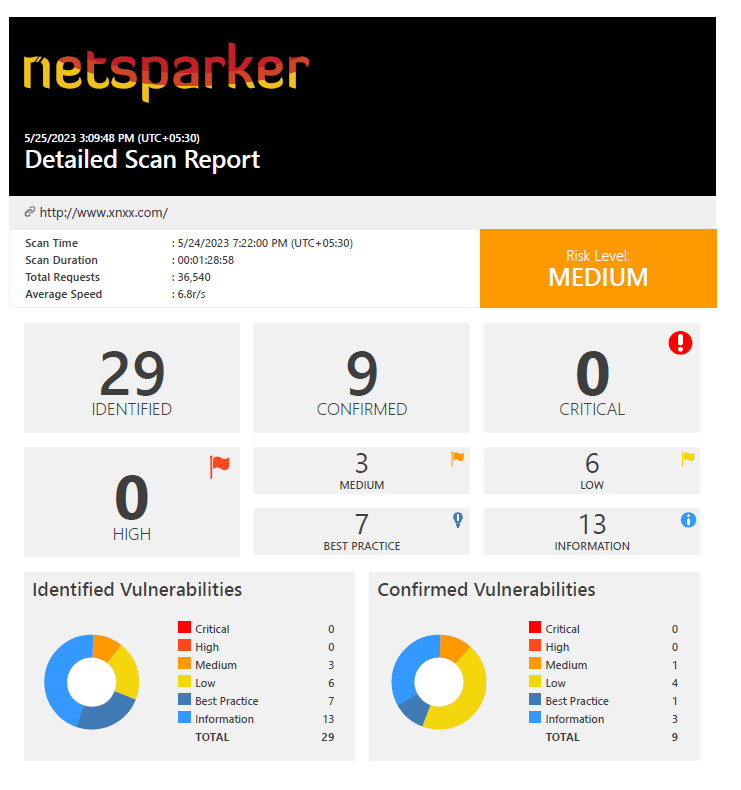 netsparker
5/25/2023 3:09:48 PM (UTC+05:30)
Detailed Scan Report
http://www.xnxx.com/
Scan Time : 5/24/2023 7:22:00 PM (UTC+05:30)
Scan Duration : 00:01:28:58
Total Requests : 36,540
Average Speed : 6.8r/s
Risk Level:
MEDIUM
29
IDENTIFIED
9
CONFIRMED
0
CRITICAL
0
HIGH
3
MEDIUM
6
LOW
7
BEST PRACTICE
13
INFORMATION
Identified Vulnerabilities
Critical 0
High 0
Medium 3
Low 6
Best Practice 7
Information 13
TOTAL 29
Confirmed Vulnerabilities
Critical 0
High 0
Medium 1
Low 4
Best Practice 1
Information 3
TOTAL 9